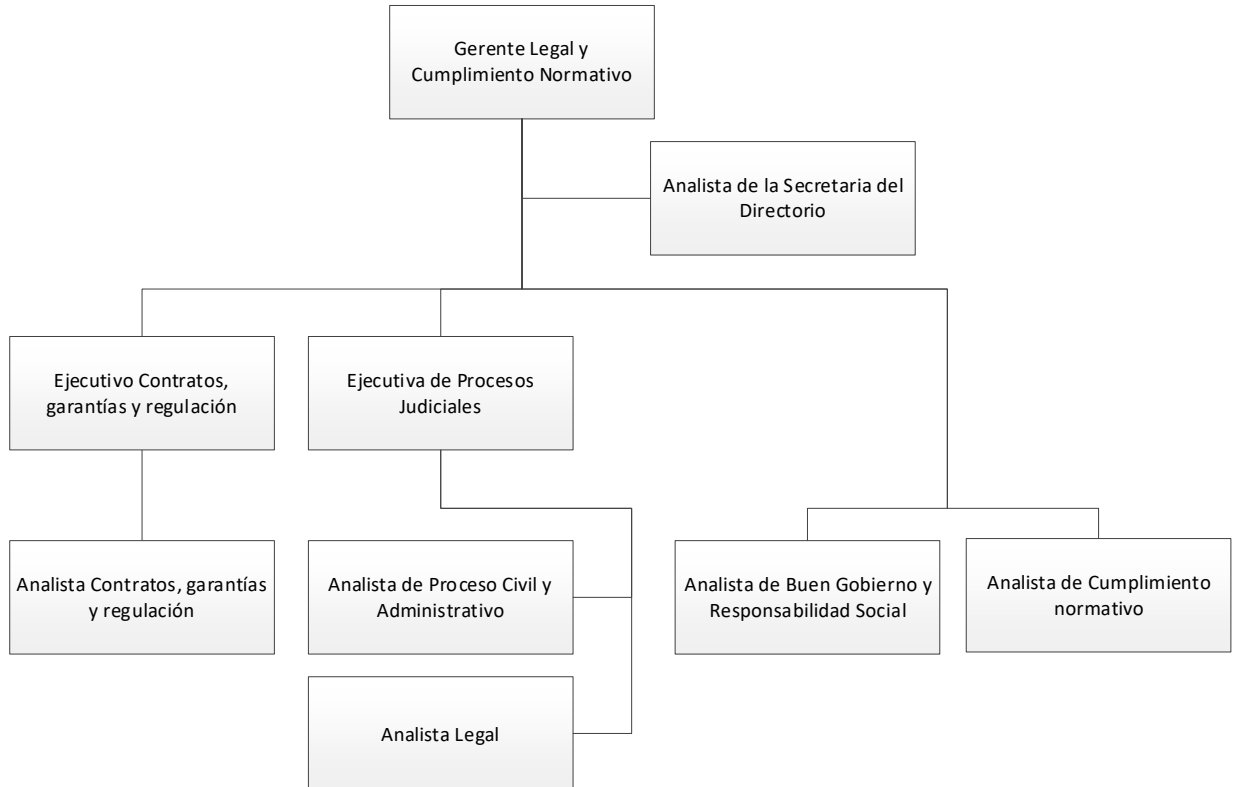 Gerente Legal y
Cumplimiento Normativo
Analista de la Secretaria del
Directorio
Ejecutivo Contratos,
garantías y regulación
Ejecutiva de Procesos
Judiciales
Analista Contratos, garantías
y regulación
Analista de Proceso Civil y
Administrativo
Analista de Buen Gobierno y
Responsabilidad Social
Analista de Cumplimiento
normativo
Analista Legal